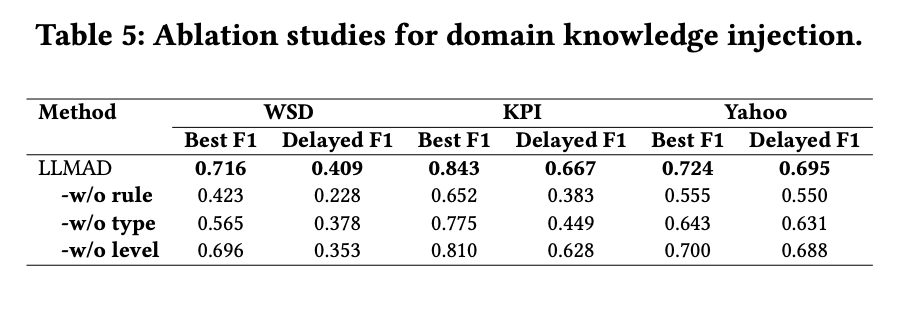 Table 5: Ablation studies for domain knowledge injection.
Method WSD KPI Yahoo
Best F1 Delayed F1 Best F1 Delayed F1 Best F1 Delayed F1
LLMAD 0.716 0.409 0.843 0.667 0.724 0.695
-w/o rule 0.423 0.228 0.652 0.383 0.555 0.550
-w/o type 0.565 0.378 0.775 0.449 0.643 0.631
-w/o level 0.696 0.353 0.810 0.628 0.700 0.688